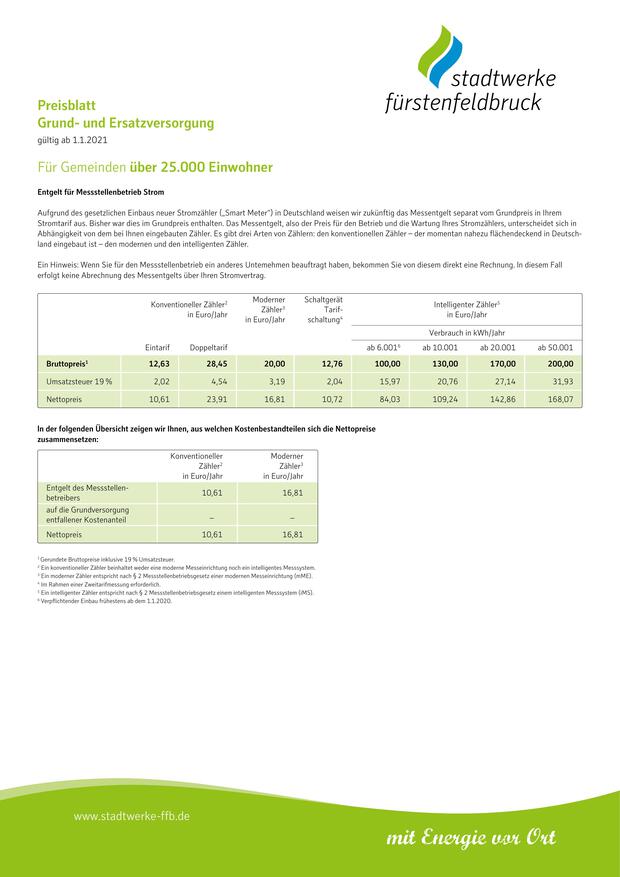 stadtwerke
fürstenfeldbruck
Preisblatt
Grund- und Ersatzversorgung
gültig ab 1.1.2021
Für Gemeinden über 25.000 Einwohner
Entgelt für Messstellenbetrieb Strom
Aufgrund des gesetzlichen Einbaus neuer Stromzähler („Smart Meter“) in Deutschland weisen wir zukünftig das Messentgelt separat vom Grundpreis in Ihrem
Stromtarif aus. Bisher war dies im Grundpreis enthalten. Das Messentgelt, also der Preis für den Betrieb und die Wartung Ihres Stromzählers, unterscheidet sich in
Abhängigkeit von dem bei Ihnen eingebauten Zähler. Es gibt drei Arten von Zählern: den konventionellen Zähler – der momentan nahezu flächendeckend in Deutsch-
land eingebaut ist – den modernen und den intelligenten Zähler.
Ein Hinweis: Wenn Sie für den Messstellenbetrieb ein anderes Unternehmen beauftragt haben, bekommen Sie von diesem direkt eine Rechnung. In diesem Fall
erfolgt keine Abrechnung des Messentgelts über Ihren Stromvertrag.
Konventioneller Zähler² in Euro/Jahr
Moderner Zähler³ in Euro/Jahr
Schaltgerät Tarif-schaltung⁴
Intelligenter Zähler⁵ in Euro/Jahr
Verbrauch in kWh/Jahr
Eintarif Doppeltarif ab 6.001⁶ ab 10.001 ab 20.001 ab 50.001
Bruttopreis¹ 12,63 28,45 20,00 12,76 100,00 130,00 170,00 200,00
Umsatzsteuer 19 % 2,02 4,54 3,19 2,04 15,97 20,76 27,14 31,93
Nettopreis 10,61 23,91 16,81 10,72 84,03 109,24 142,86 168,07
In der folgenden Übersicht zeigen wir Ihnen, aus welchen Kostenbestandteilen sich die Nettopreise
zusammensetzen:
Konventioneller Zähler² in Euro/Jahr
Moderner Zähler³ in Euro/Jahr
Entgelt des Messstellen-
betreibers 10,61 16,81
auf die Grundversorgung
entfallener Kostenanteil – –
Nettopreis 10,61 16,81
¹ Gerundete Bruttopreise inklusive 19 % Umsatzsteuer.
² Ein konventioneller Zähler beinhaltet weder eine moderne Messeinrichtung noch ein intelligentes Messsystem.
³ Ein moderner Zähler entspricht nach § 2 Messstellenbetriebsgesetz einer modernen Messeinrichtung (mME).
⁴ Im Rahmen einer Zweitarifmessung erforderlich.
⁵ Ein intelligenter Zähler entspricht nach § 2 Messstellenbetriebsgesetz einem intelligenten Messsystem (iMS).
⁶ Verpflichtender Einbau frühestens ab dem 1.1.2020.
www.stadtwerke-ffb.de
mit Energie vor Ort